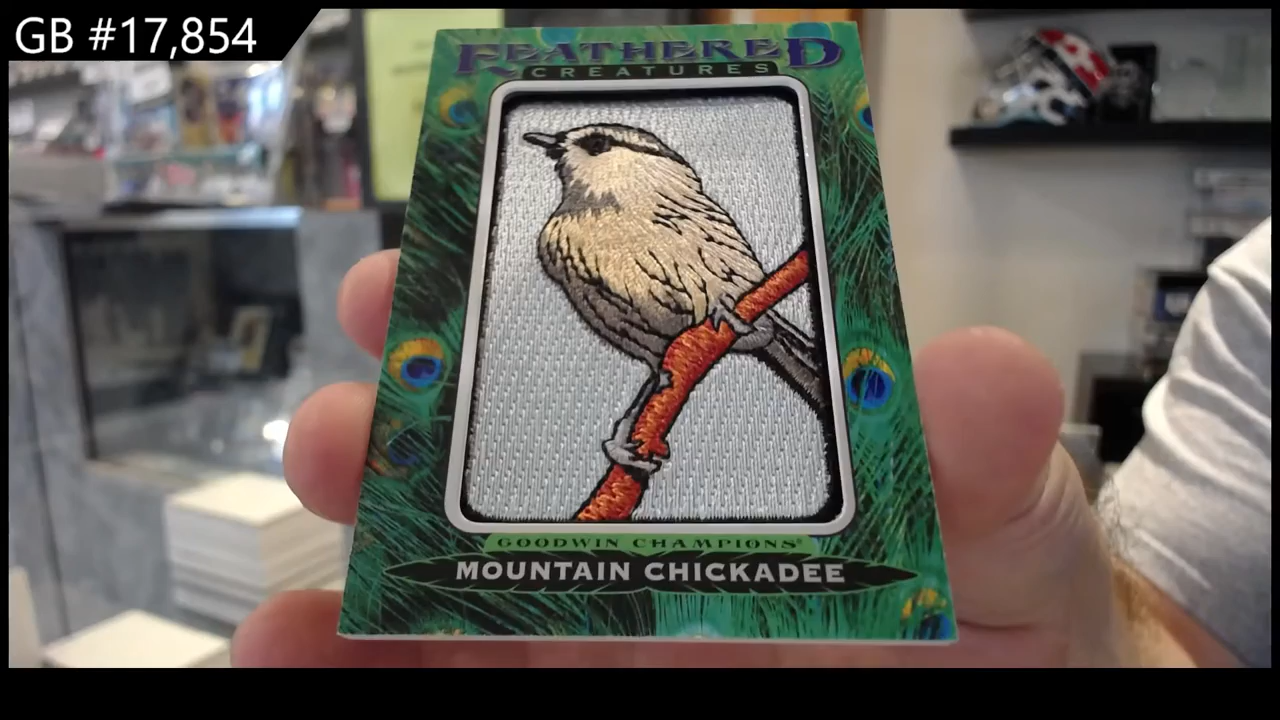 GB #17,854
FEATHERED
CREATURES
GOODWIN CHAMPIONS®
MOUNTAIN CHICKADEE